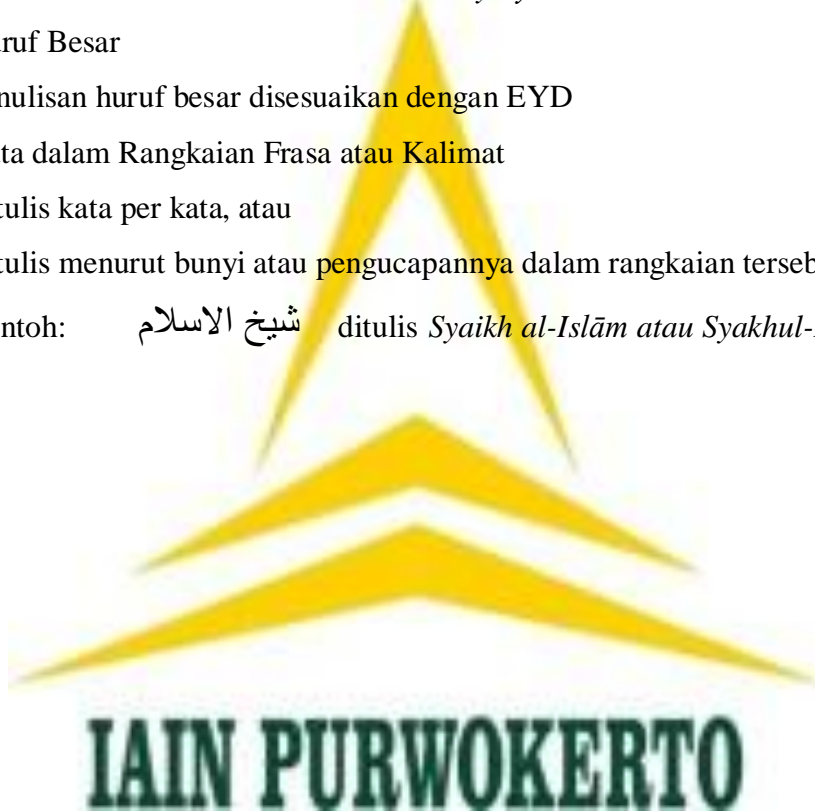 ruf Besar
nulisan huruf besar disesuaikan dengan EYD
ta dalam Rangkaian Frasa atau Kalimat
tulis kata per kata, atau
tulis menurut bunyi atau pengucapannya dalam rangkaian terseb
ntoh: شيخ الاسلام ditulis Syaikh al-Islām atau Syakhul-
IAIN PURWOKERTO